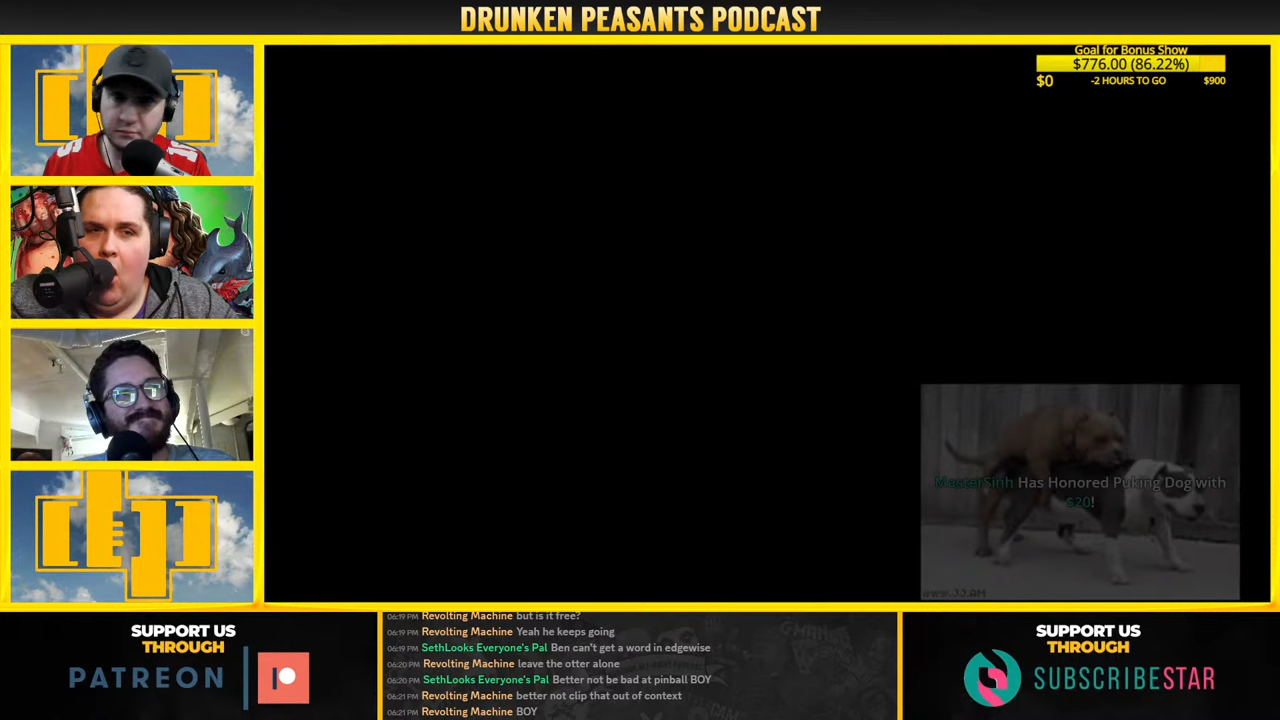 DRUNKEN PEASANTS PODCAST
Goal for Bonus Show
$776.00 (86.22%)
$0 -2 HOURS TO GO $900
MasterSinh Has Honored Puking Dog with
$20!
www.JJ.AM
SUPPORT US
THROUGH
PATREON
06:19 PM Revolting Machine but is it free?
06:19 PM Revolting Machine Yeah he keeps going
06:19 PM SethLooks Everyone's Pal Ben can't get a word in edgewise
06:20 PM Revolting Machine leave the otter alone
06:20 PM SethLooks Everyone's Pal Better not be bad at pinball BOY
06:21 PM Revolting Machine better not clip that out of context
06:21 PM Revolting Machine BOY
SUPPORT US
THROUGH
SUBSCRIBESTAR